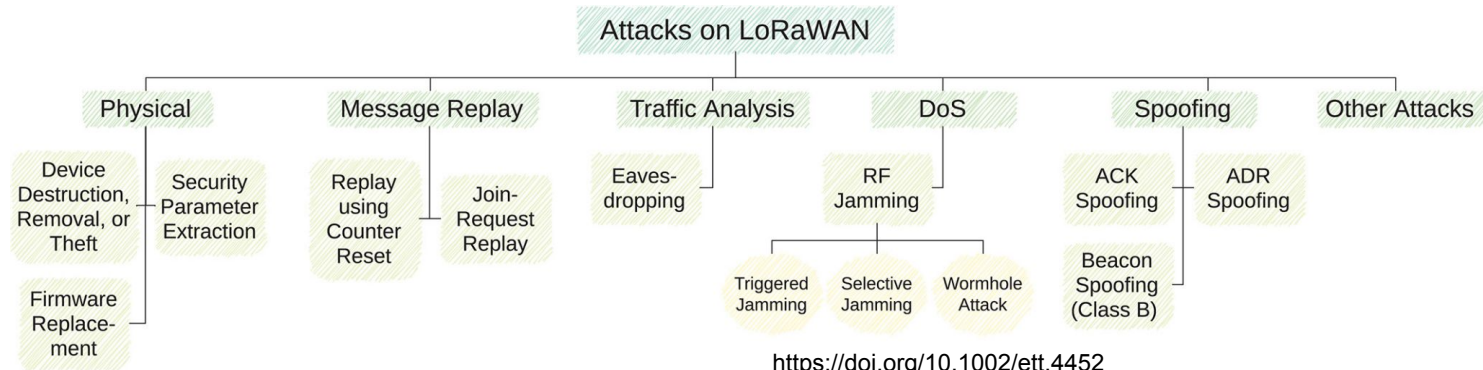 Attacks on LoRaWAN
Physical
Message Replay
Traffic Analysis
DoS
Spoofing
Other Attacks
Device
Destruction,
Removal, or
Theft
Security
Parameter
Extraction
Firmware
Replace-
ment
Replay
using
Counter
Reset
Join-
Request
Replay
Eaves-
dropping
RF
Jamming
Triggered
Jamming
Selective
Jamming
Wormhole
Attack
ACK
Spoofing
ADR
Spoofing
Beacon
Spoofing
(Class B)
https://doi.org/10.1002/ett.4452